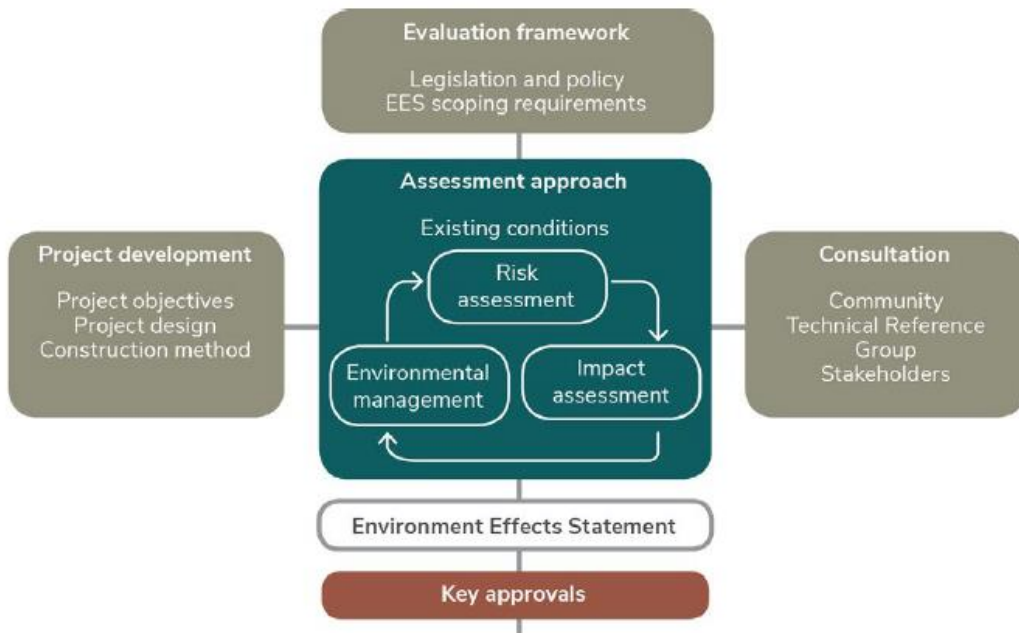 Evaluation framework
Legislation and policy
EES scoping requirements
Assessment approach
Existing conditions
Risk
assessment
Impact
assessment
Environmental
management
Project development
Project objectives
Project design
Construction method
Consultation
Community
Technical Reference
Group
Stakeholders
Environment Effects Statement
Key approvals